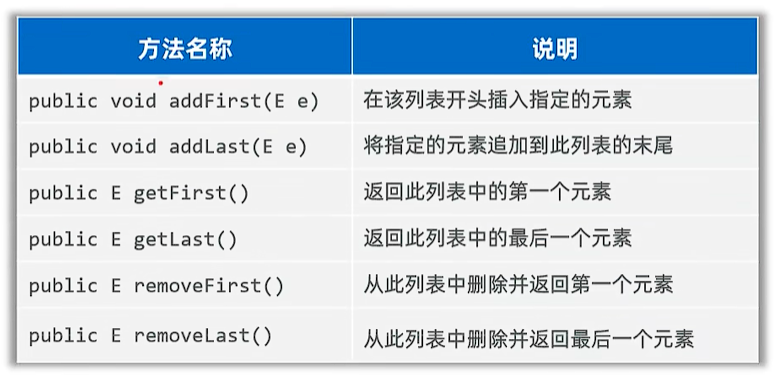 方法名称 说明
public void addFirst(E e) 在该列表开头插入指定的元素
public void addLast(E e) 将指定的元素追加到此列表的末尾
public E getFirst() 返回此列表中的第一个元素
public E getLast() 返回此列表中的最后一个元素
public E removeFirst() 从此列表中删除并返回第一个元素
public E removeLast() 从此列表中删除并返回最后一个元素